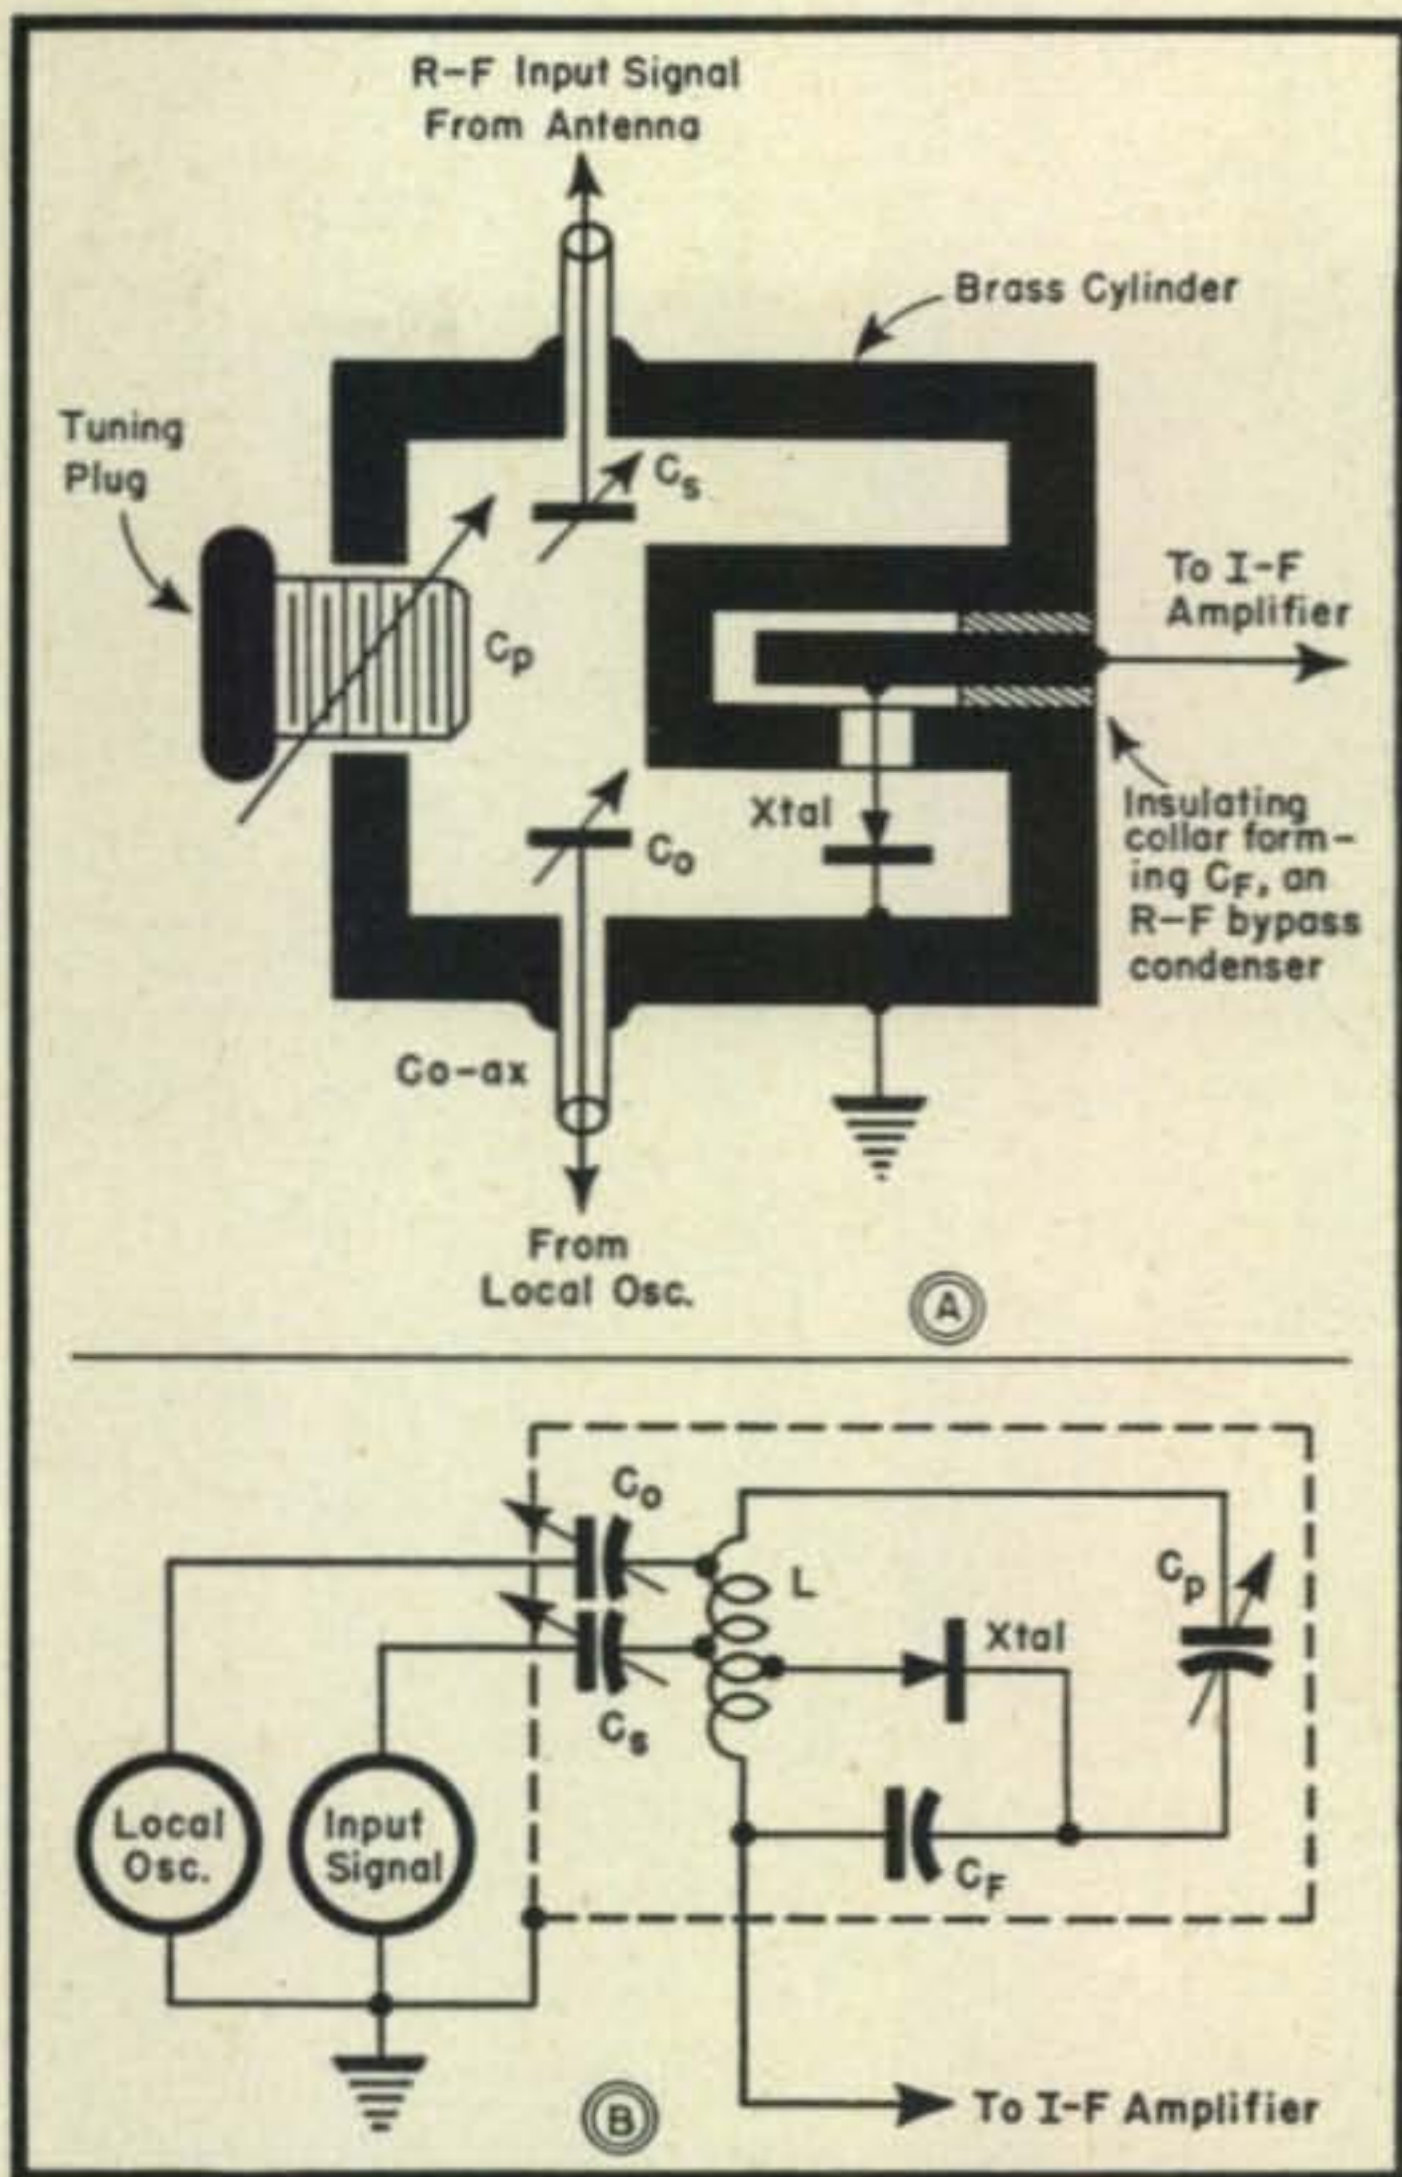 R-F Input Signal
From Antenna
Brass Cylinder
Tuning
Plug
Cs
Cp
To I-F
Amplifier
Xtal
Co
Insulating
collar form-
ing CF, an
R-F bypass
condenser
Co-ax
From
Local Osc.
A
Co
L
Cp
Xtal
Cs
Local
Osc.
Input
Signal
CF
To I-F Amplifier
B